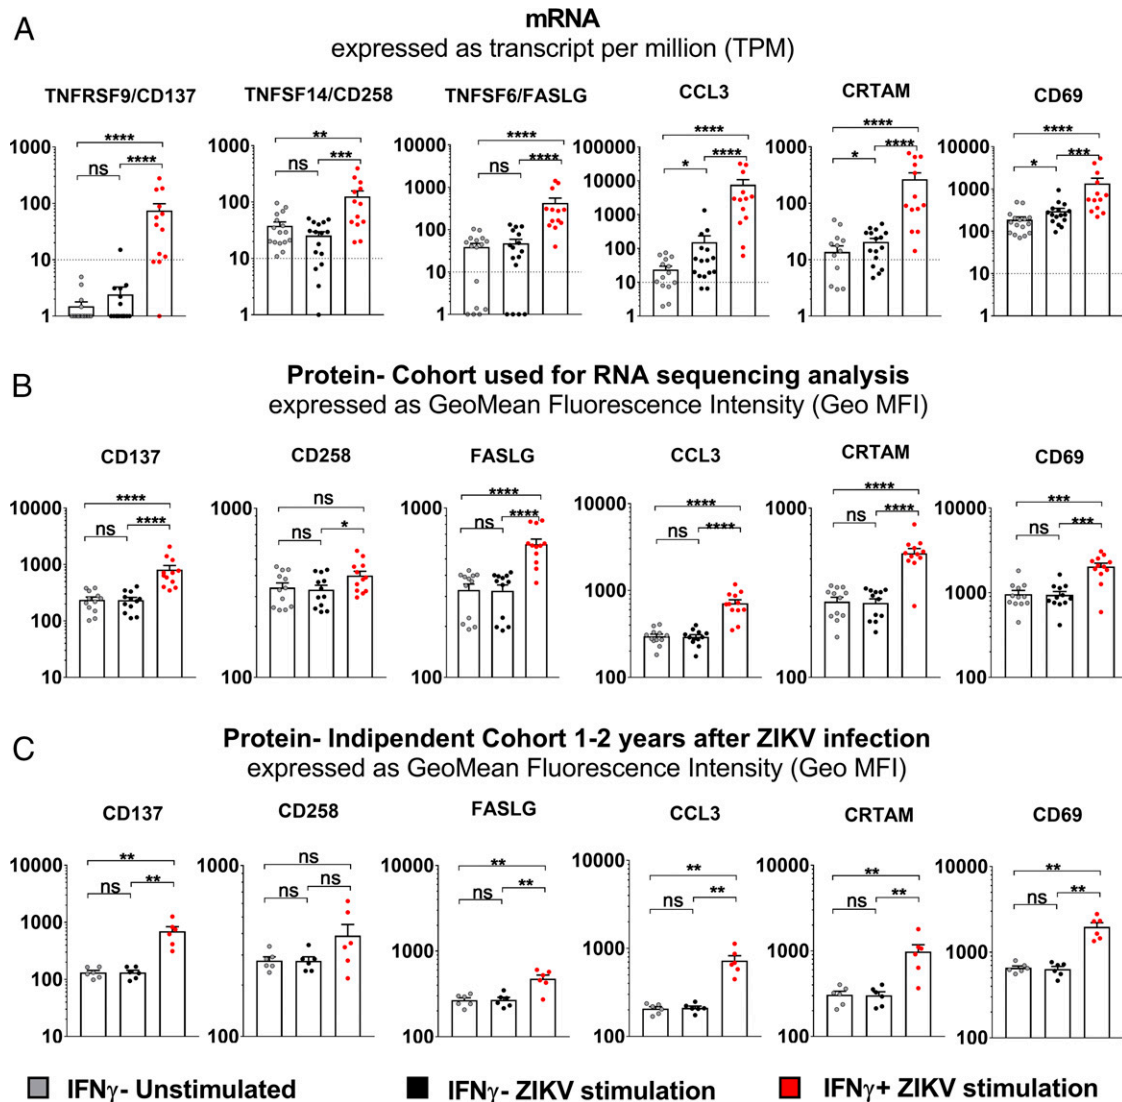 A
mRNA
expressed as transcript per million (TPM)
TNFRSF9/CD137 TNFSF14/CD258 TNFSF6/FASLG CCL3 CRTAM CD69
**** ** **** **** **** ****
ns **** ns *** ns **** * **** * **** * ***
1000 1000 10000 100000 10000 10000
100 100 1000 10000 1000 1000
10 10 100 1000 100 100
1 1 10 100 10 10
1 10 1 1
1
B
Protein- Cohort used for RNA sequencing analysis
expressed as GeoMean Fluorescence Intensity (Geo MFI)
CD137 CD258 FASLG CCL3 CRTAM CD69
**** ns **** **** **** ***
ns **** ns * ns **** ns **** ns **** ns ***
10000 1000 1000 10000 1000 10000
1000 1000 1000
100
10 100 100 100 100 100
C
Protein- Indipendent Cohort 1-2 years after ZIKV infection
expressed as GeoMean Fluorescence Intensity (Geo MFI)
CD137 CD258 FASLG CCL3 CRTAM CD69
** ns ** ** ** **
ns ** ns ns ns ** ns ** ns ** ns **
10000 1000 10000 10000 10000 10000
1000 1000 1000 1000 1000
100
10 100 100 100 100 100
IFNγ- Unstimulated IFNγ- ZIKV stimulation IFNγ+ ZIKV stimulation